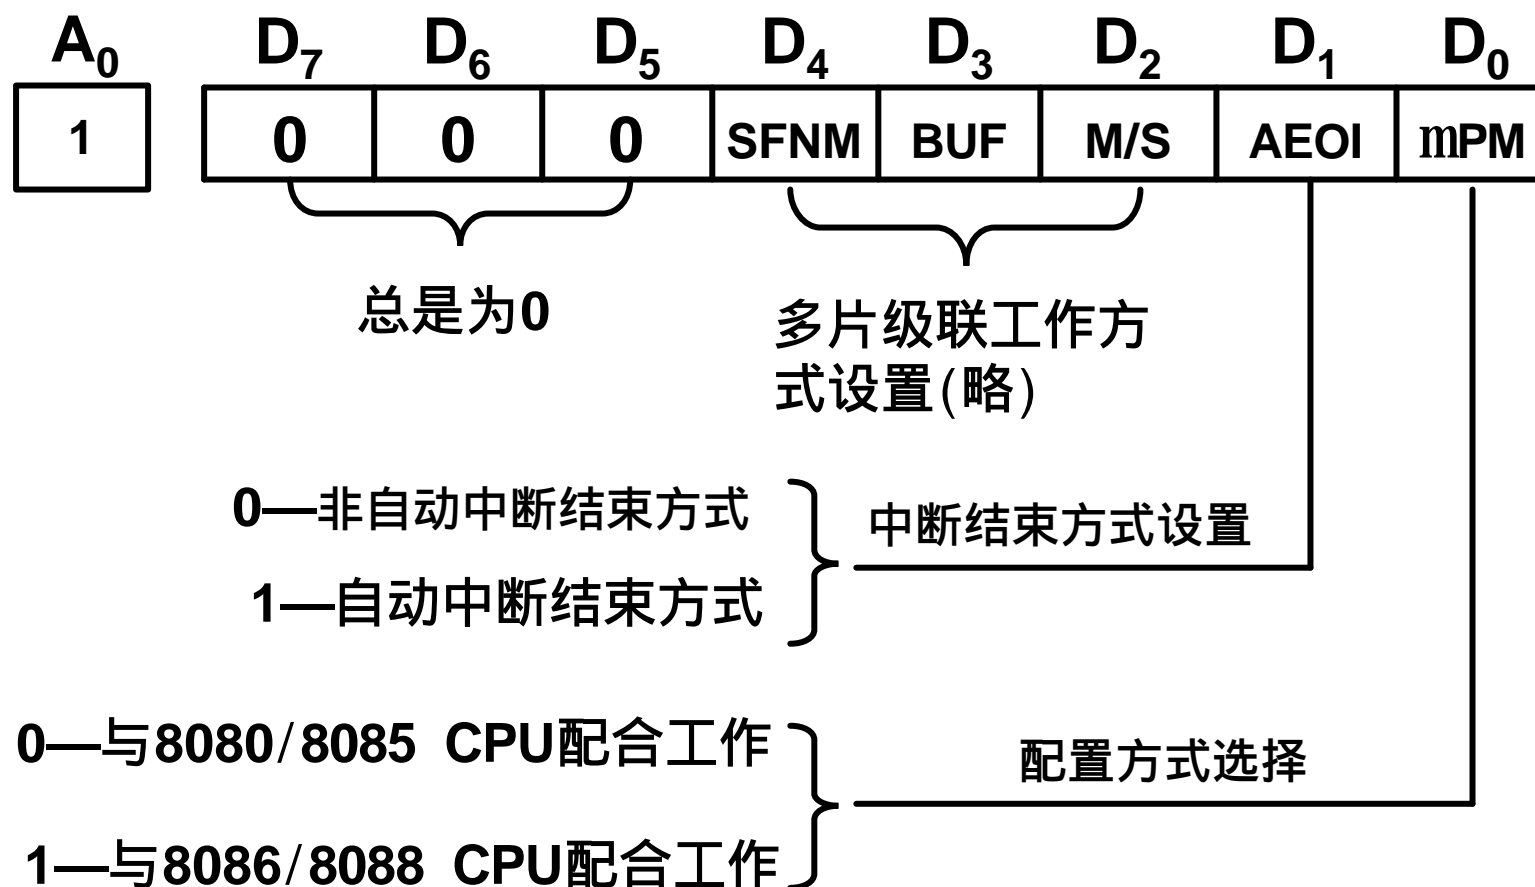 A₀ D₇ D₆ D₅ D₄ D₃ D₂ D₁ D₀
1 0 0 0 SFNM BUF M/S AEOI mPM
总是为0
多片级联工作方
式设置(略)
0—非自动中断结束方式
中断结束方式设置
1—自动中断结束方式
0—与8080/8085 CPU配合工作
配置方式选择
1—与8086/8088 CPU配合工作